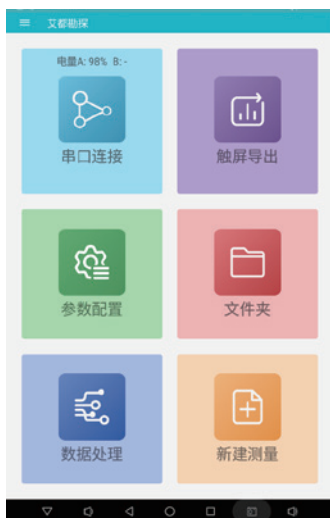 艾都勘探
电量A: 98% B:-
串口连接
触屏导出
参数配置
文件夹
数据处理
新建测量